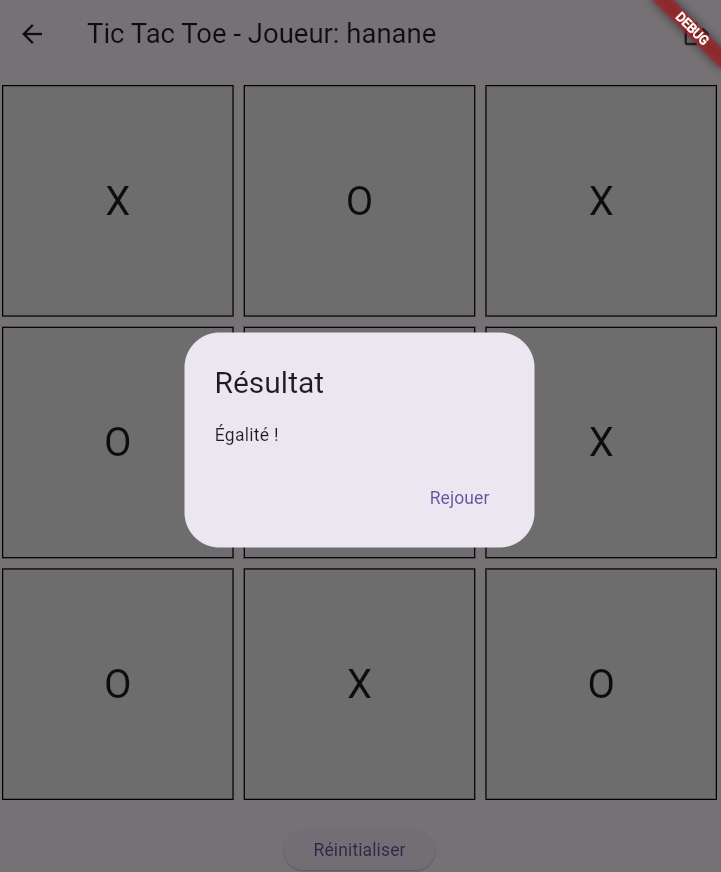 Tic Tac Toe - Joueur: hanane
DEBUG
X O X
O X
Résultat
Égalité !
Rejouer
O X O
Réinitialiser